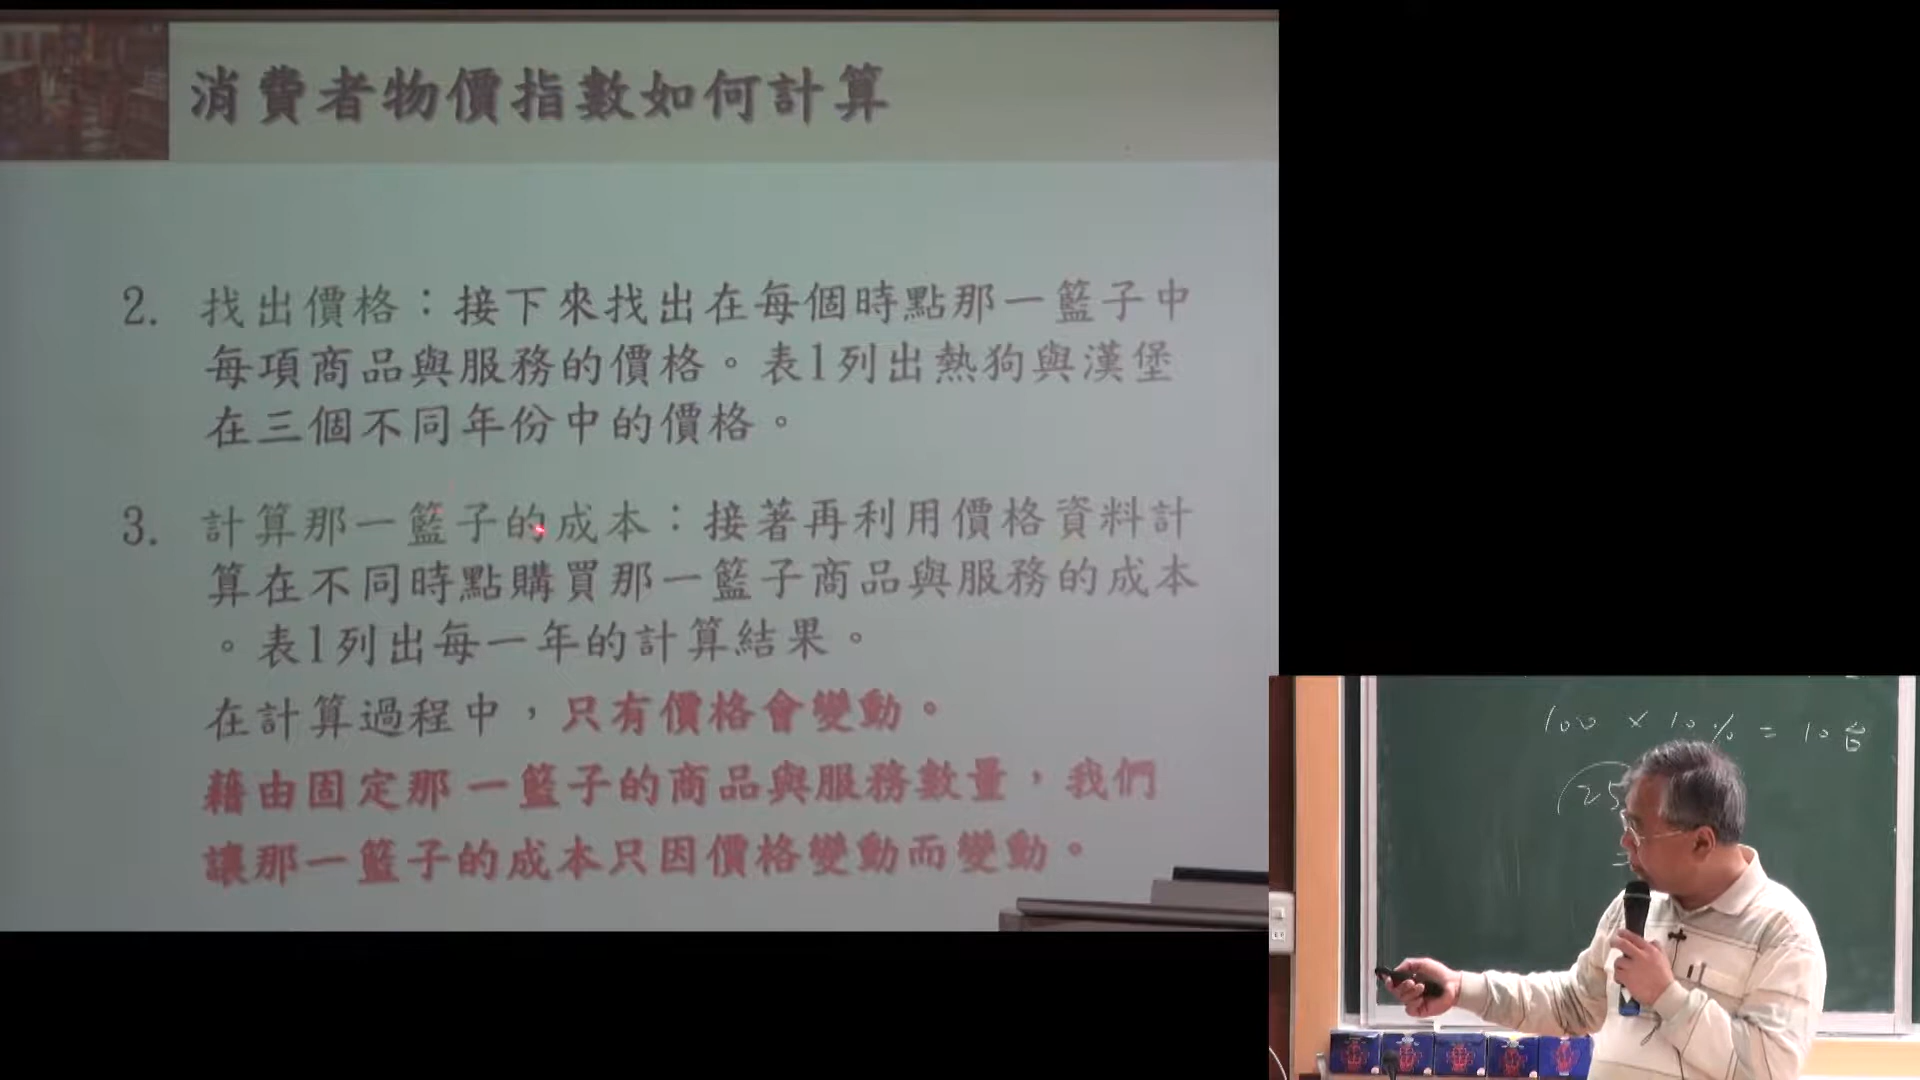 消費者物價指數如何計算
2. 找出價格：接下來找出在每個時點那一籃子中
每項商品與服務的價格。表1列出熱狗與漢堡
在三個不同年份中的價格。
3. 計算那一籃子的成本：接著再利用價格資料計
算在不同時點購買那一籃子商品與服務的成本
。表1列出每一年的計算結果。
在計算過程中，只有價格會變動。
藉由固定那一籃子的商品與服務數量，我們
讓那一籃子的成本只因價格變動而變動。
100 × 10% = 10台
(25